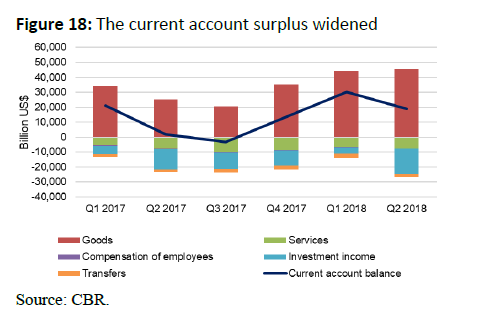 Figure 18: The current account surplus widened
60,000
50,000
40,000
30,000
20,000
10,000
0
-10,000
-20,000
-30,000
-40,000
Billion US$
Q1 2017 Q2 2017 Q3 2017 Q4 2017 Q1 2018 Q2 2018
Goods Services
Compensation of employees Investment income
Transfers Current account balance
Source: CBR.